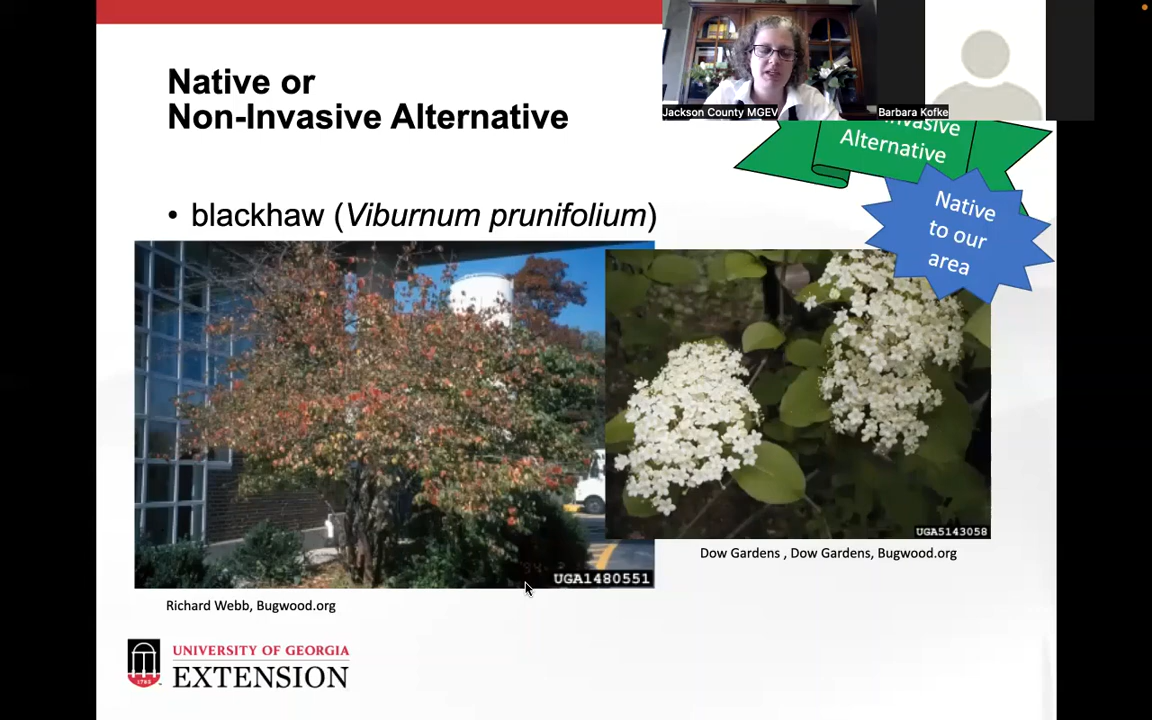 Native or
Non-Invasive Alternative
Jackson County MGEV
Barbara Kofke
Alternative
Native
to our
area
• blackhaw (Viburnum prunifolium)
UGA1480551
UGA5143058
Dow Gardens , Dow Gardens, Bugwood.org
Richard Webb, Bugwood.org
1785
UNIVERSITY OF GEORGIA
EXTENSION